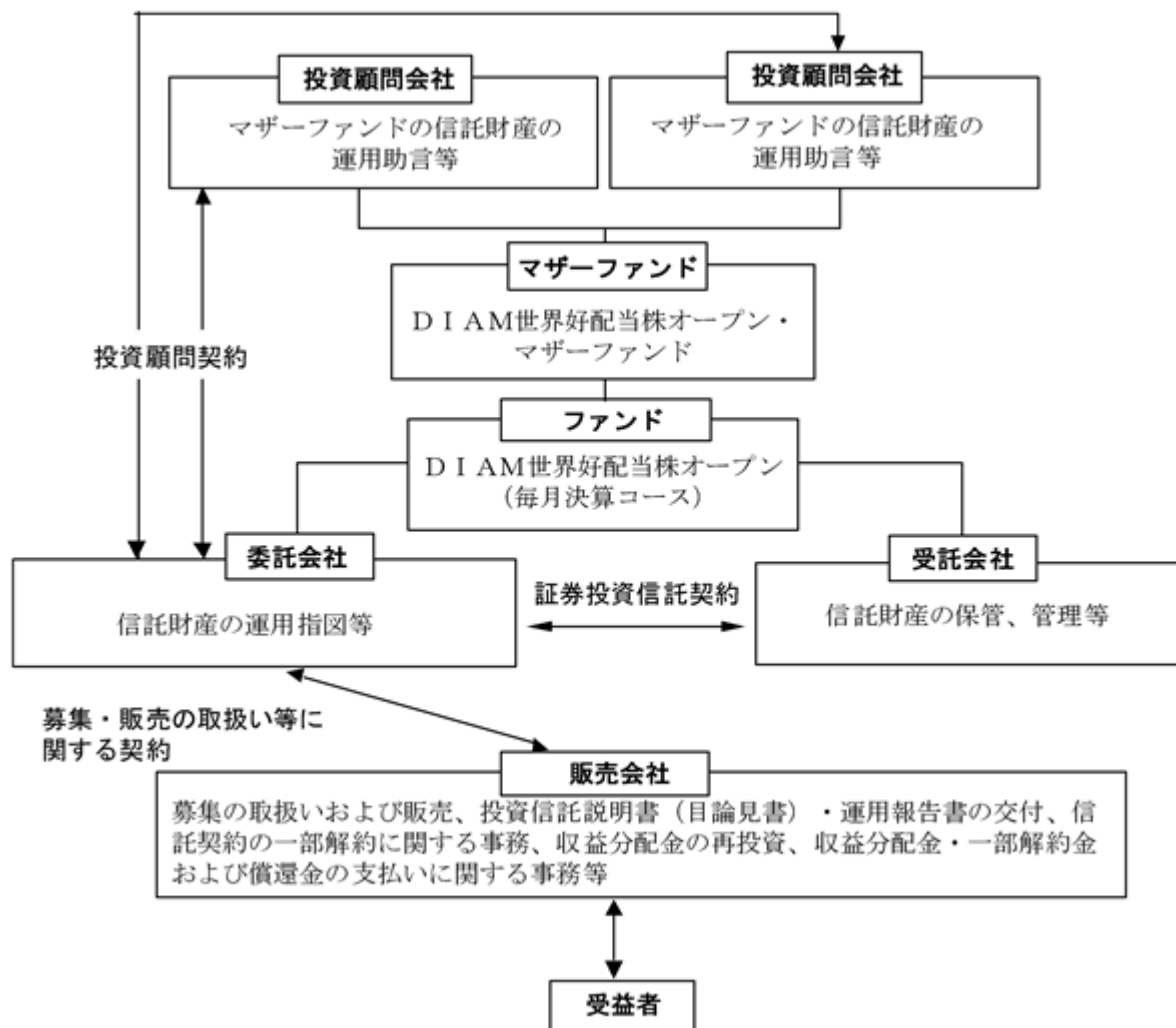 投資顧問会社
マザーファンドの信託財産の
運用助言等
投資顧問会社
マザーファンドの信託財産の
運用助言等
マザーファンド
ＤＩＡＭ世界好配当株オープン・
マザーファンド
投資顧問契約
ファンド
ＤＩＡＭ世界好配当株オープン
（毎月決算コース）
委託会社
信託財産の運用指図等
証券投資信託契約
受託会社
信託財産の保管、管理等
募集・販売の取扱い等に
関する契約
販売会社
募集の取扱いおよび販売、投資信託説明書（目論見書）・運用報告書の交付、信
託契約の一部解約に関する事務、収益分配金の再投資、収益分配金・一部解約金
および償還金の支払いに関する事務等
受益者